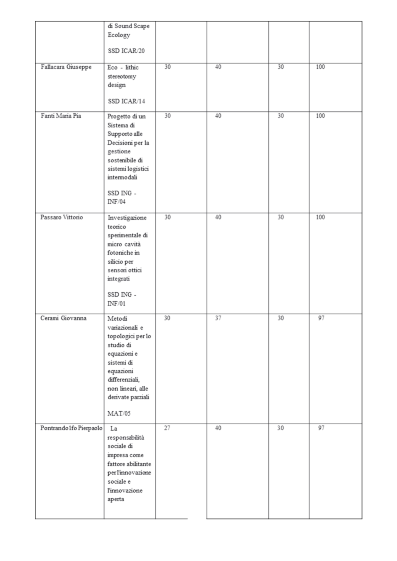 di Sound Scape
Ecology
SSD ICAR/20
Fallacara Giuseppe
Eco - lithic
stereotomy
design
SSD ICAR/14
30
40
30
100
Fanti Maria Pia
Progetto di un
Sistema di
Supporto alle
Decisioni per la
gestione
sostenibile di
sistemi logistici
intermodali
SSD ING -
INF/04
30
40
30
100
Passaro Vittorio
Investigazione
teorico
sperimentale di
micro cavità
fotoniche in
silicio per
sensori ottici
integrati
SSD ING -
INF/01
30
40
30
100
Cerami Giovanna
Metodi
variazionali e
topologici per lo
studio di
equazioni e
sistemi di
equazioni
differenziali,
non lineari, alle
derivate parziali
MAT/05
30
37
30
97
Pontrandolfo Pierpaolo
La
responsabilità
sociale di
impresa come
fattore abilitante
per l'innovazione
sociale e
l'innovazione
aperta
27
40
30
97